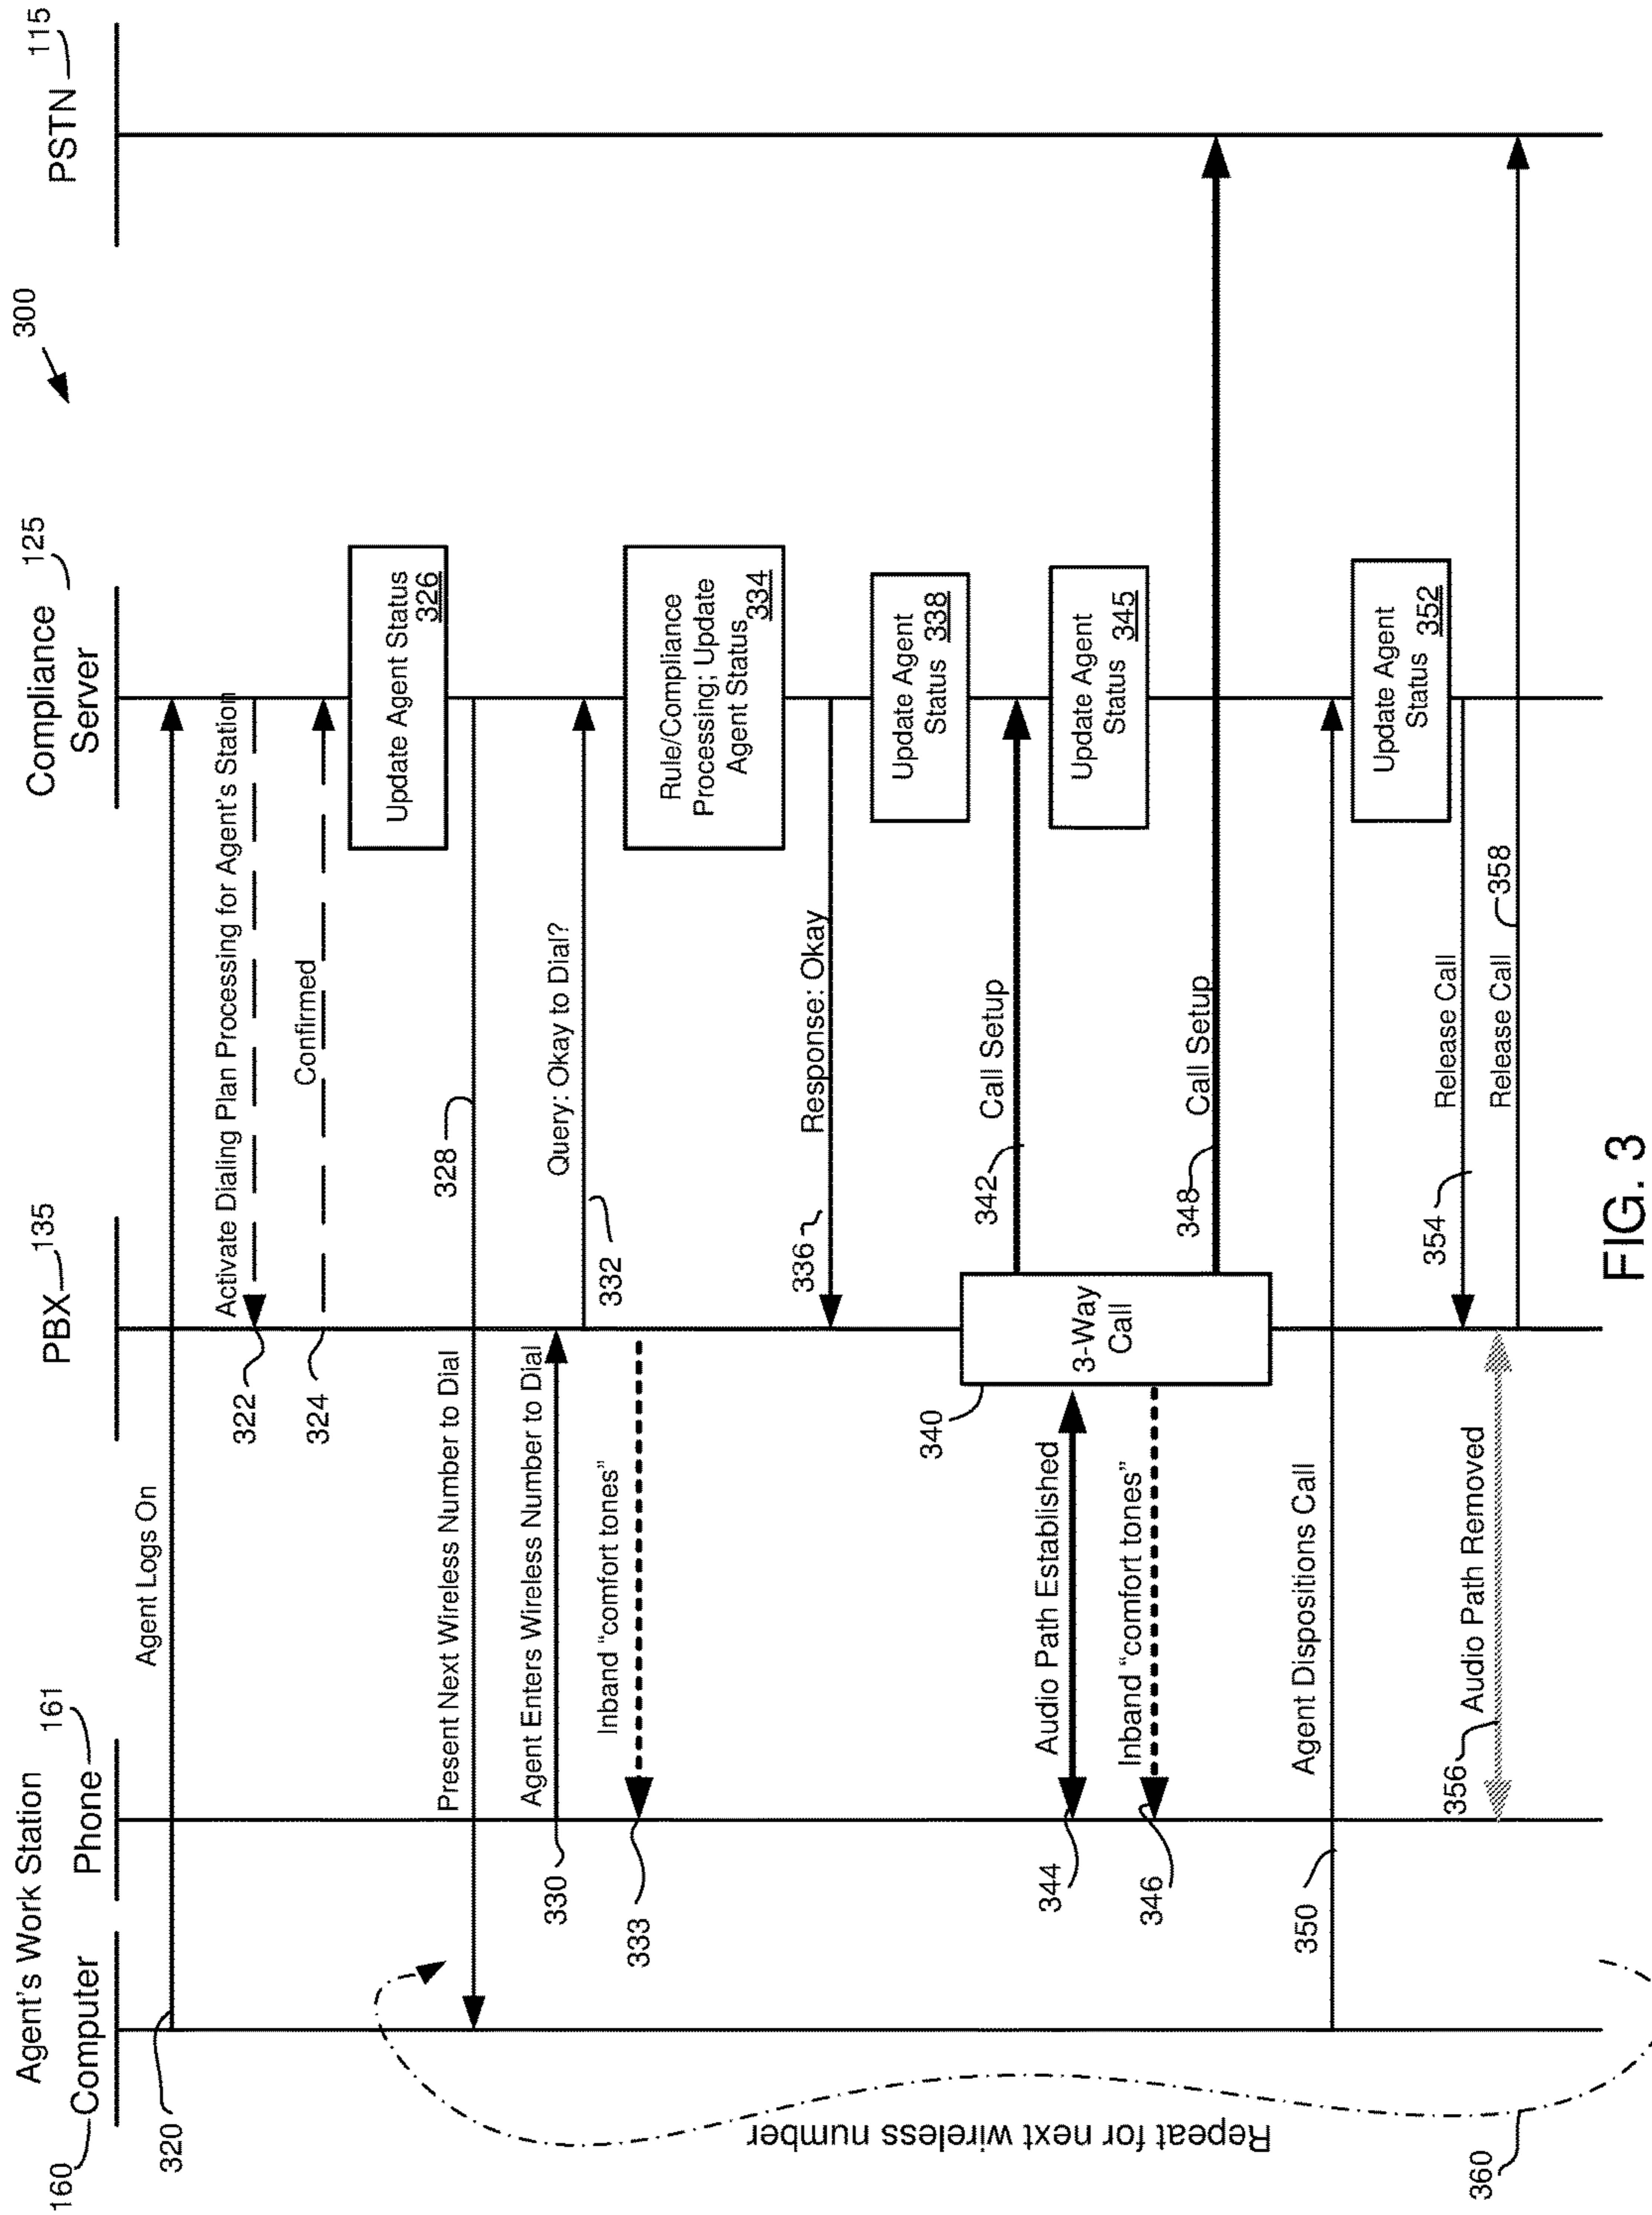 300
Agent's Work Station
160 Computer
Phone 161
PBX 135
Compliance
Server
125
PSTN 115
Agent Logs On
320
Activate Dialing Plan Processing for Agent's Station
322
Confirmed
324
Update Agent Status
326
Present Next Wireless Number to Dial
328
Agent Enters Wireless Number to Dial
330
Query: Okay to Dial?
332
Inband "comfort tones"
333
Rule/Compliance
Processing; Update
Agent Status
334
Response: Okay
336
Update Agent
Status 338
3-Way
Call
340
Call Setup
342
Audio Path Established
344
Update Agent
Status 345
Inband "comfort tones"
346
Call Setup
348
Agent Dispositions Call
350
Update Agent
Status 352
Release Call
354
Audio Path Removed
356
Release Call
358
Repeat for next wireless number
360
FIG. 3